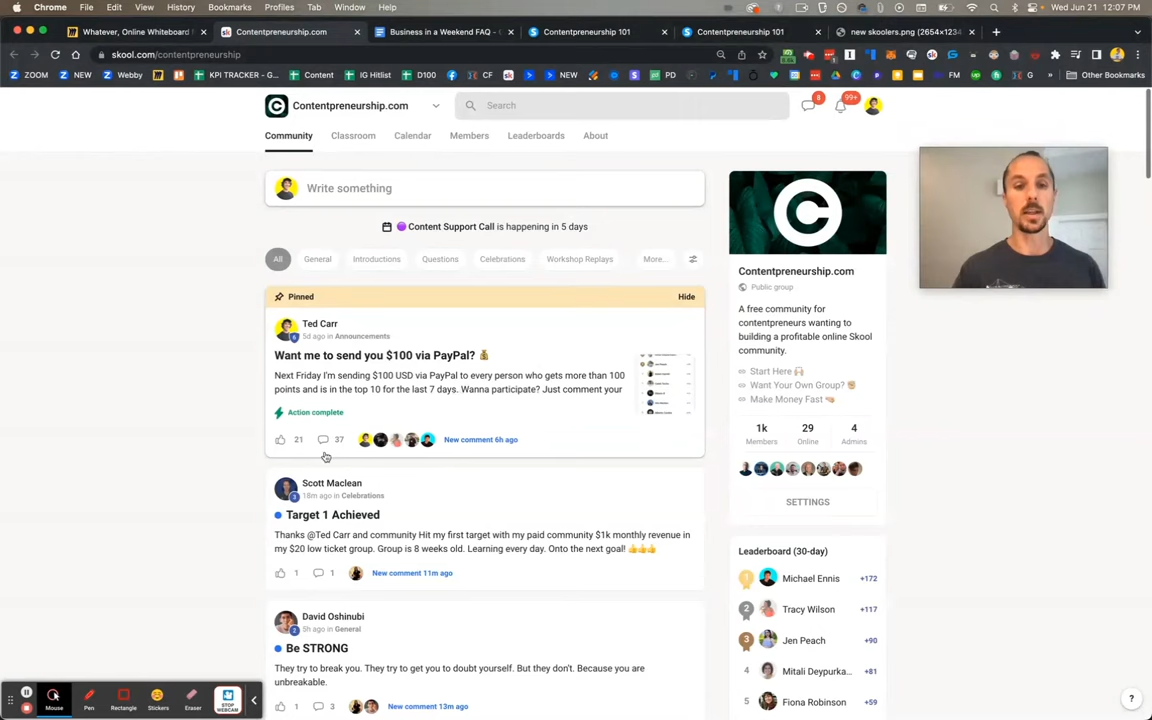 Chrome File Edit View History Bookmarks Profiles Tab Window Help Wed Jun 21 12:07 PM
Whatever, Online Whiteboard Contentpreneurship.com Business in a Weekend FAQ - Contentpreneurship 101 Contentpreneurship 101 new skoolers.png (2654×1234
skool.com/contentpreneurship
ZOOM NEW Webby KPI TRACKER - G... Content IG Hitlist D100 CF NEW PD FM G Other Bookmarks
Contentpreneurship.com Search 8 99+
Community Classroom Calendar Members Leaderboards About
Write something
Content Support Call is happening in 5 days
All General Introductions Questions Celebrations Workshop Replays More...
Pinned Hide
Ted Carr
5d ago in Announcements
Want me to send you $100 via PayPal? 💰
Next Friday I'm sending $100 USD via PayPal to every person who gets more than 100
points and is in the top 10 for the last 7 days. Wanna participate? Just comment your
Action complete
21 37 New comment 6h ago
Scott Maclean
3 18m ago in Celebrations
Target 1 Achieved
Thanks @Ted Carr and community Hit my first target with my paid community $1k monthly revenue in
my $20 low ticket group. Group is 8 weeks old. Learning every day. Onto the next goal! 👍👍👍
1 1 New comment 11m ago
David Oshinubi
2 5h ago in General
Be STRONG
They try to break you. They try to get you to doubt yourself. But they don't. Because you are
unbreakable.
1 3 New comment 13m ago
Contentpreneurship.com
Public group
A free community for
contentpreneurs wanting to
building a profitable online Skool
community.
Start Here 🙌🏼
Want Your Own Group? ✊🏼
Make Money Fast
1k 29 4
Members Online Admins
SETTINGS
Leaderboard (30-day)
1 Michael Ennis +172
2 Tracy Wilson +117
3 Jen Peach +90
4 Mitali Deypurka... +81
5 Fiona Robinson +59
Mouse Pen Rectangle Stickers Eraser STOP WEBCAM
?